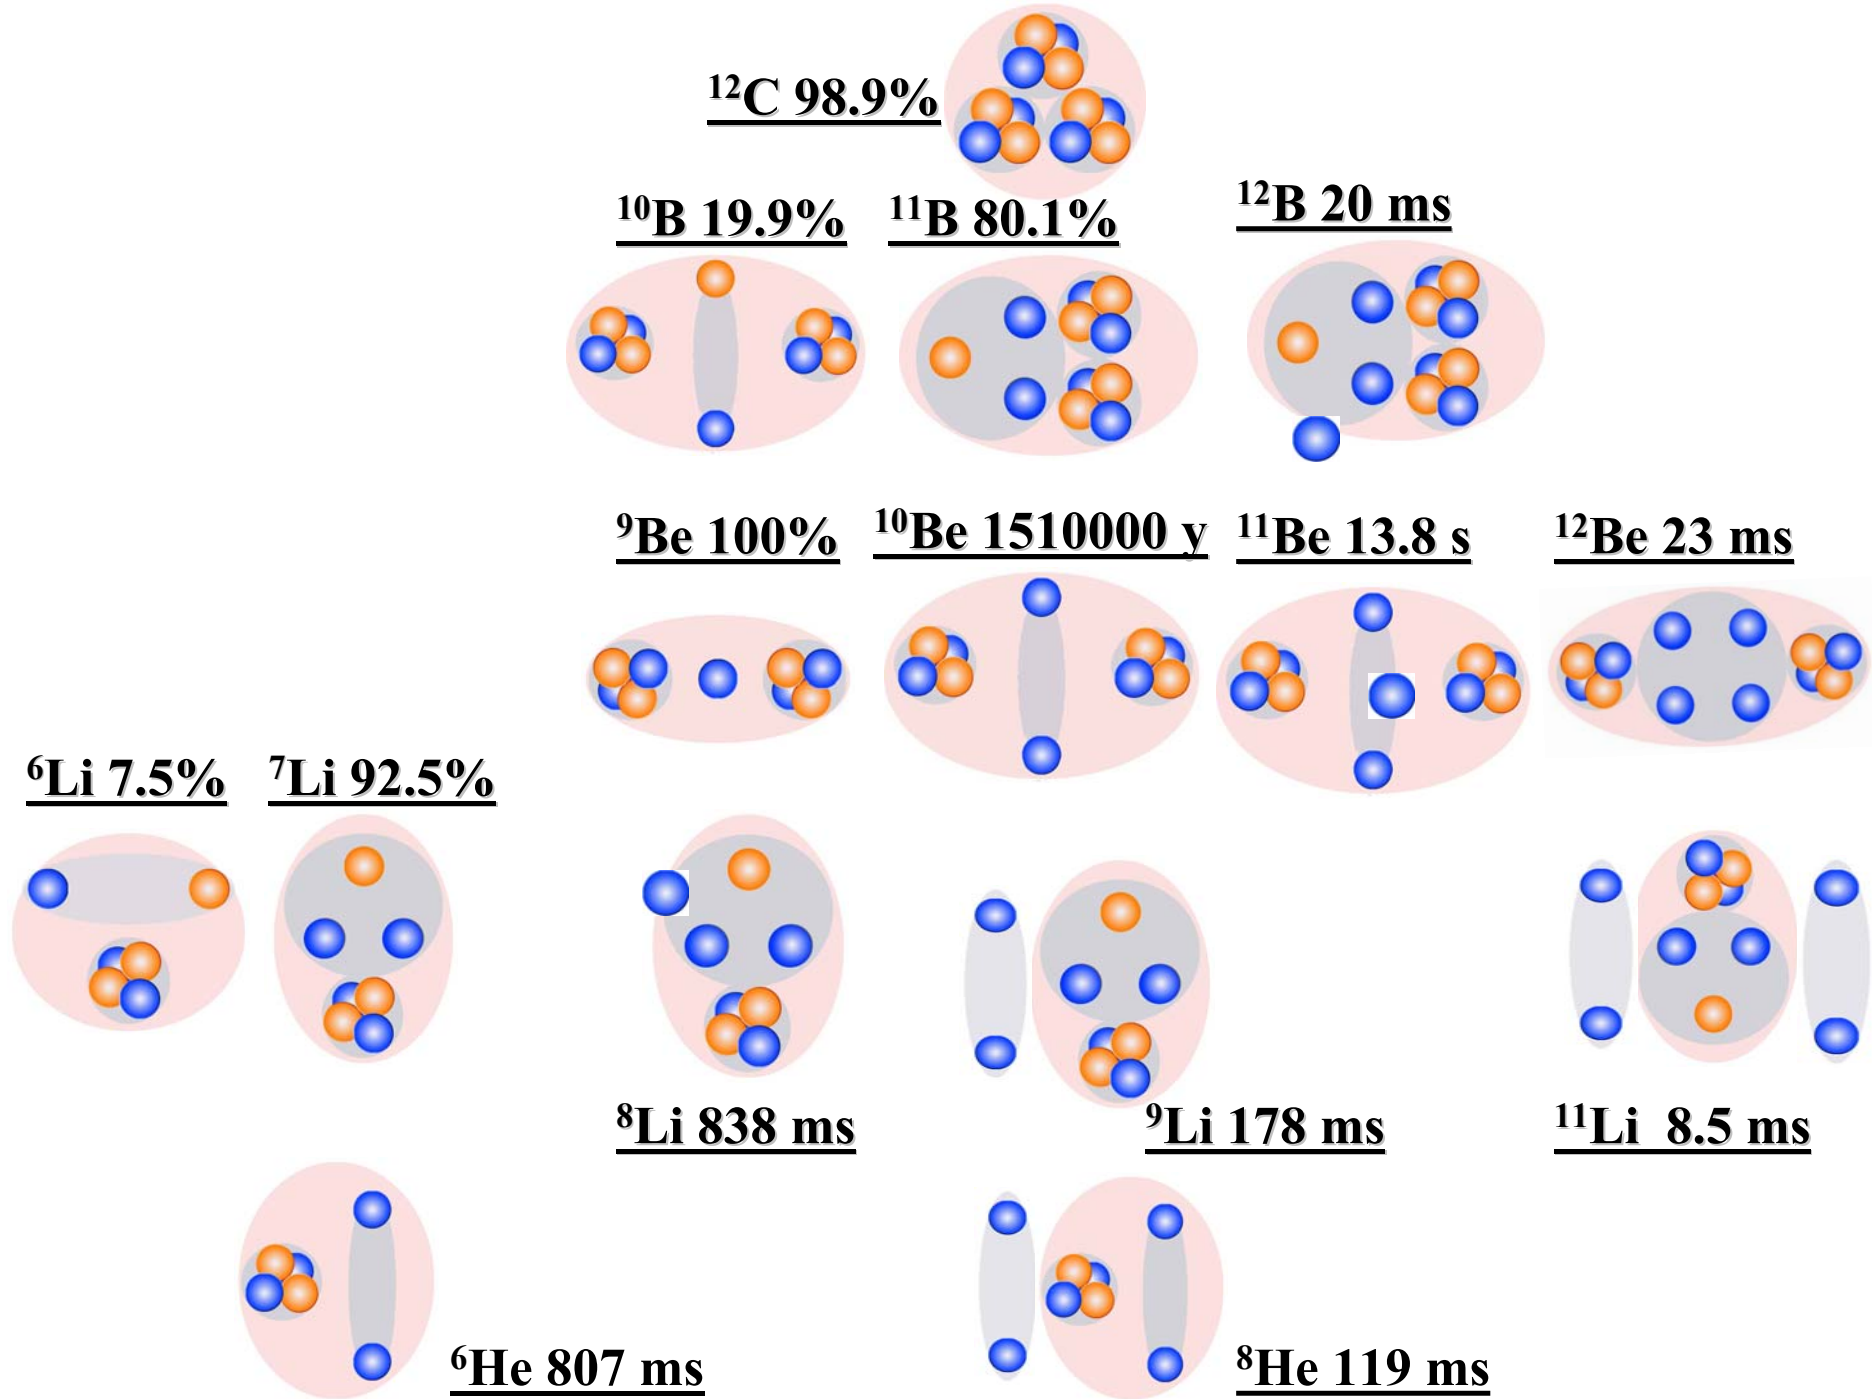 ¹²C 98.9%
¹⁰B 19.9%
¹¹B 80.1%
¹²B 20 ms
⁹Be 100%
¹⁰Be 1510000 y
¹¹Be 13.8 s
¹²Be 23 ms
⁶Li 7.5%
⁷Li 92.5%
⁸Li 838 ms
⁹Li 178 ms
¹¹Li 8.5 ms
⁶He 807 ms
⁸He 119 ms